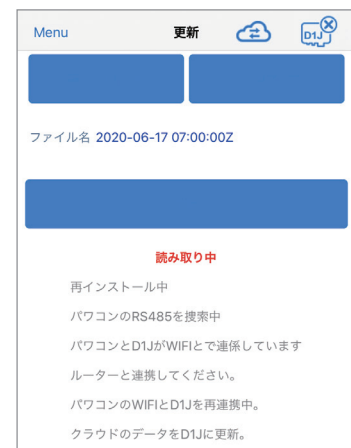 Menu 更新 D1J
ファイル名 2020-06-17 07:00:00Z
読み取り中
再インストール中
パワコンのRS485を捜索中
パワコンとD1JがWIFIとで連係しています
ルーターと連携してください。
パワコンのWIFIとD1Jを再連携中。
クラウドのデータをD1Jに更新。